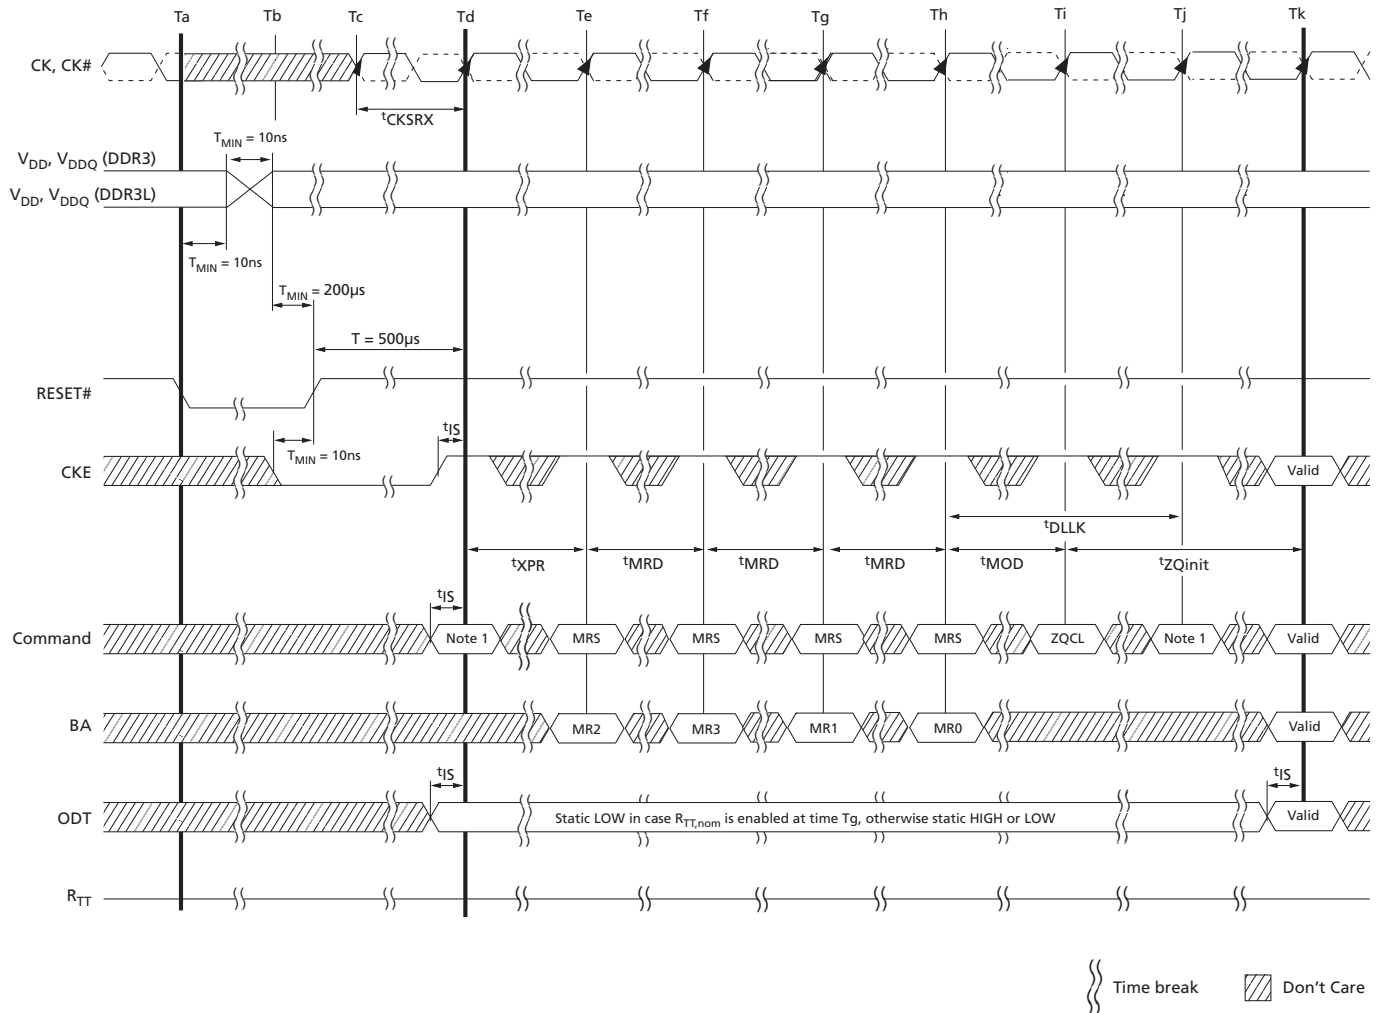 Ta Tb Tc Td Te Tf Tg Th Ti Tj Tk
CK, CK#
tCKSRX
TMIN = 10ns
VDD, VDDQ (DDR3)
VDD, VDDQ (DDR3L)
TMIN = 10ns
TMIN = 200µs
T = 500µs
RESET#
tIS
TMIN = 10ns
CKE
Valid
tDLLK
tXPR tMRD tMRD tMRD tMOD tZQinit
tIS
Command Note 1 MRS MRS MRS MRS ZQCL Note 1 Valid
BA MR2 MR3 MR1 MR0 Valid
tIS tIS
ODT Static LOW in case RTT,nom is enabled at time Tg, otherwise static HIGH or LOW Valid
RTT
Time break Don't Care